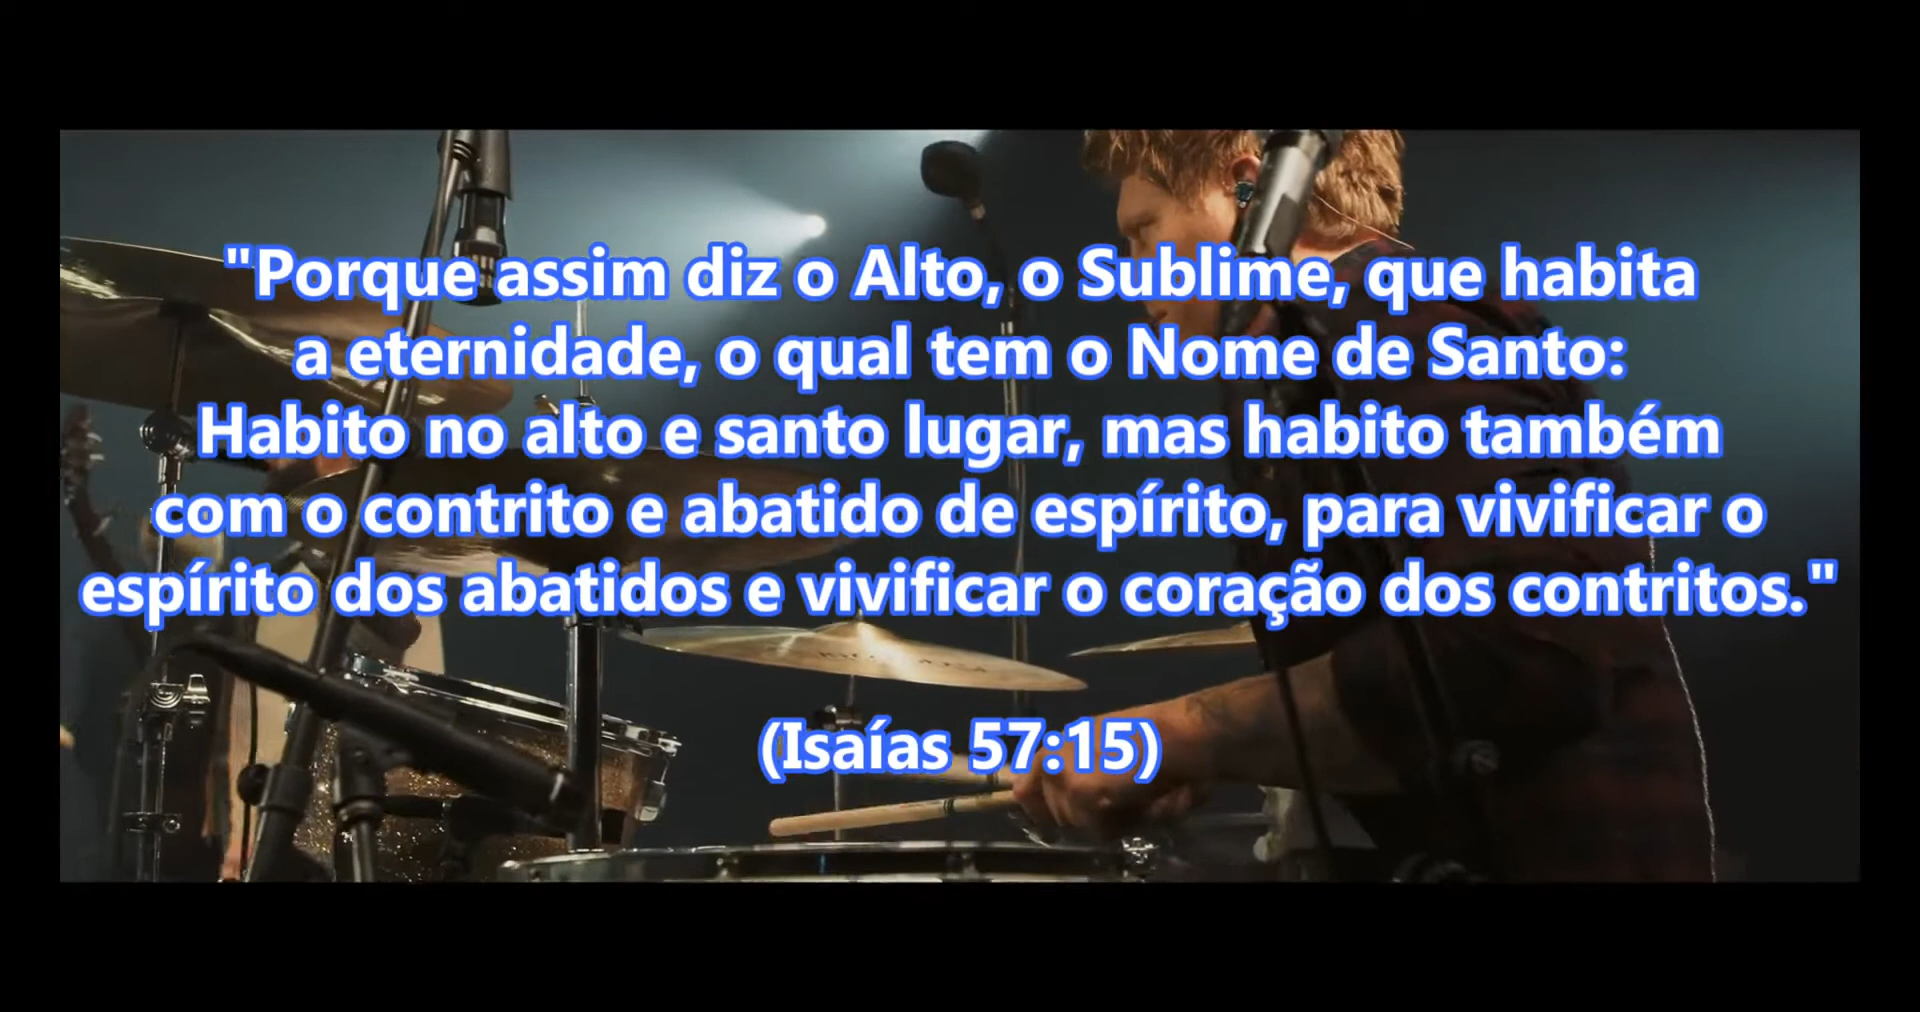 "Porque assim diz o Alto, o Sublime, que habita
a eternidade, o qual tem o Nome de Santo:
Habito no alto e santo lugar, mas habito também
com o contrito e abatido de espírito, para vivificar o
espírito dos abatidos e vivificar o coração dos contritos."
(Isaías 57:15)